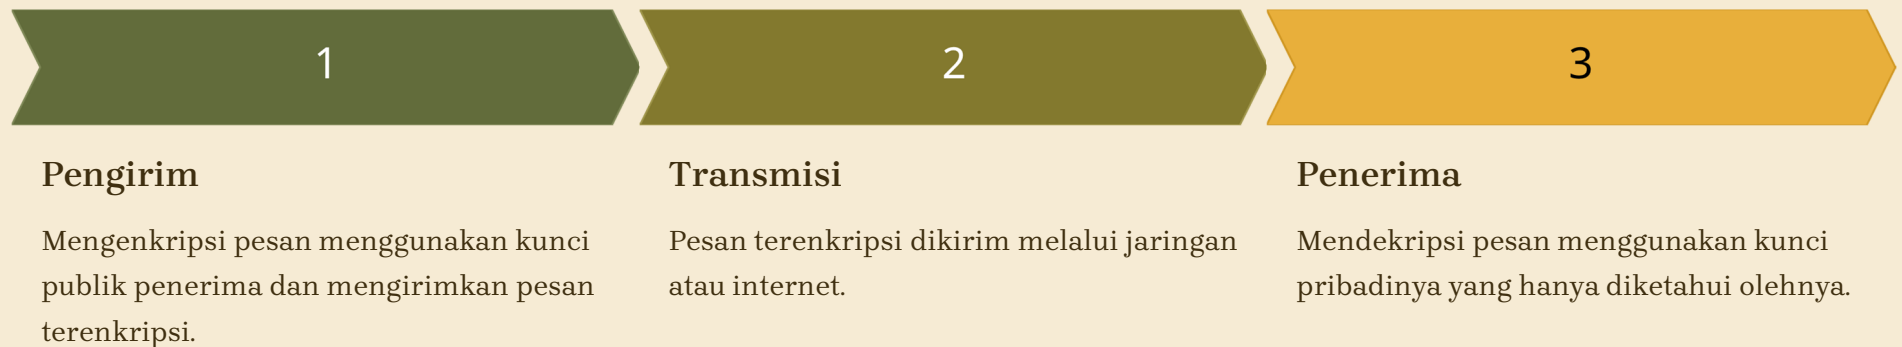 1
2
3
Pengirim
Mengenkripsi pesan menggunakan kunci
publik penerima dan mengirimkan pesan
terenkripsi.
Transmisi
Pesan terenkripsi dikirim melalui jaringan
atau internet.
Penerima
Mendekripsi pesan menggunakan kunci
pribadinya yang hanya diketahui olehnya.